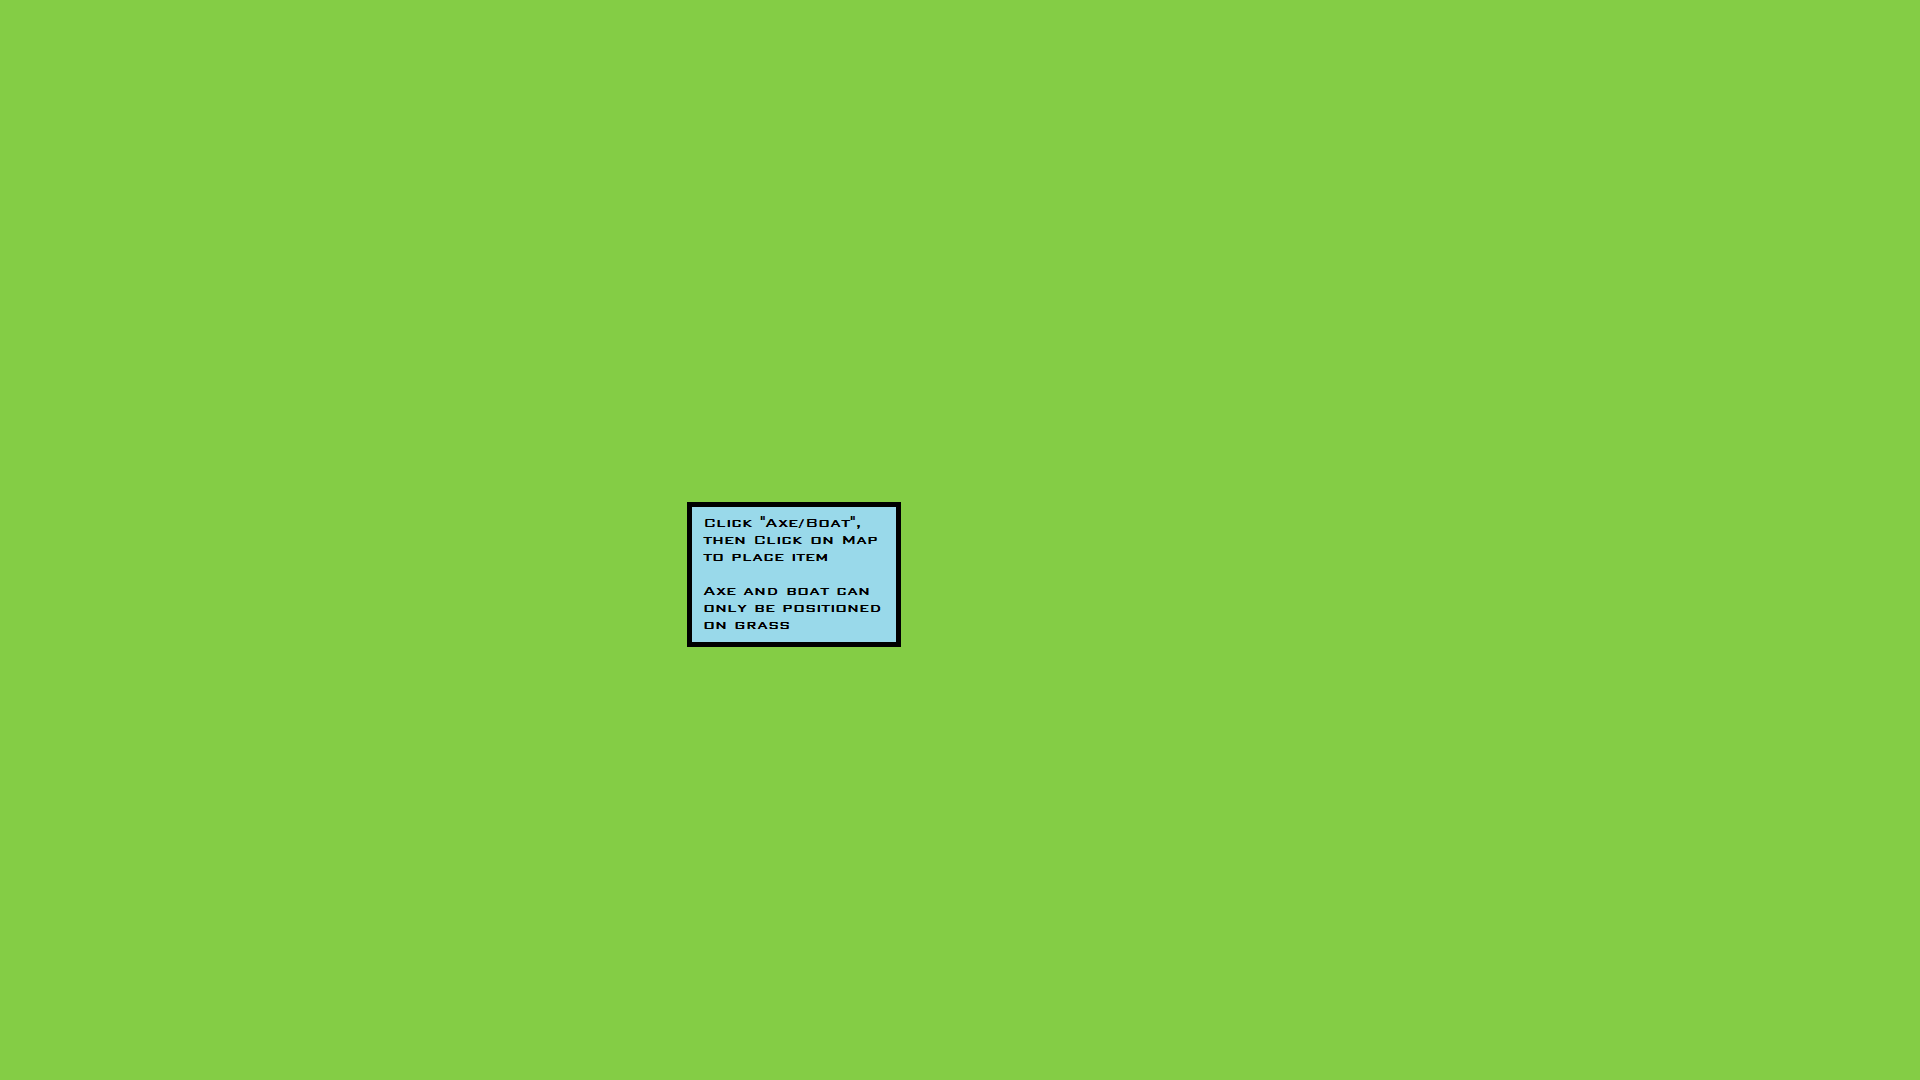 Click "Axe/Boat",
then Click on Map
to place item
Axe and boat can
only be positioned
on grass